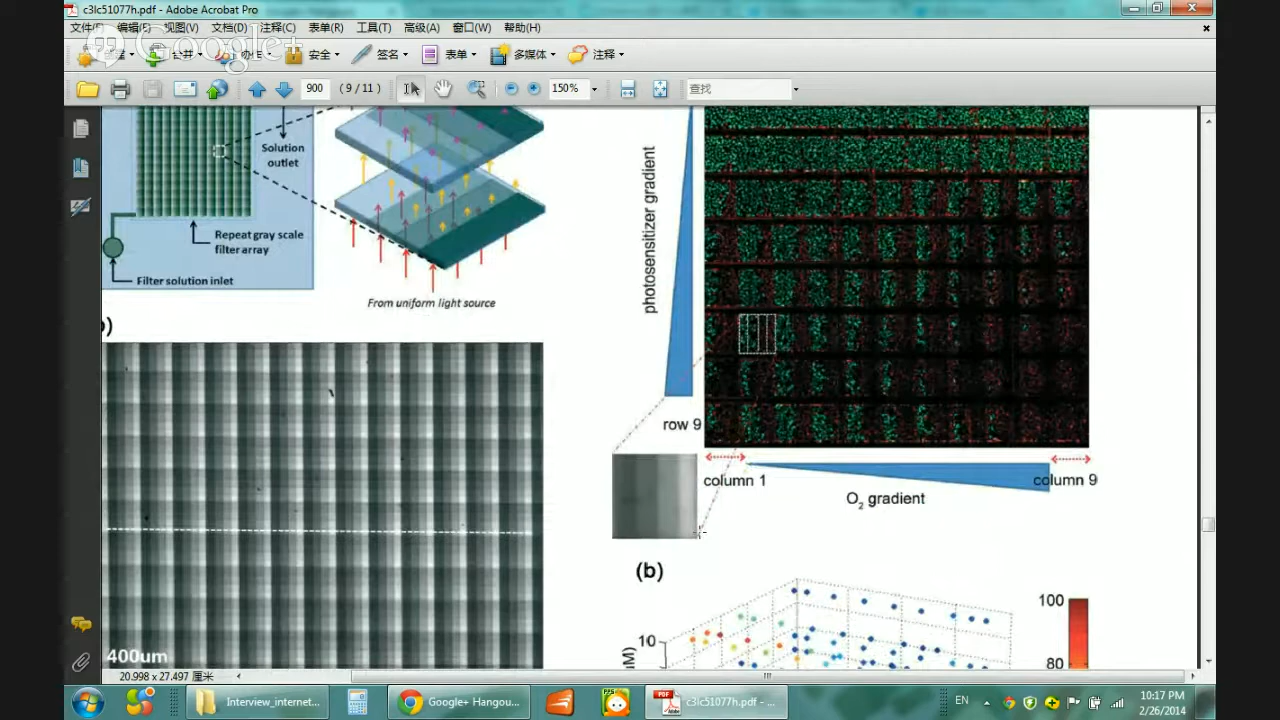 c3lc51077h.pdf - Adobe Acrobat Pro
文件(F) 编辑(E) 视图(V) 文档(D) 注释(C) 表单(R) 工具(T) 高级(A) 窗口(W) 帮助(H)
Google+
合并 安全 签名 表单 多媒体 注释
900 (9 / 11) 150% 查找
Solution
outlet
Repeat gray scale
filter array
Filter solution inlet
From uniform light source
400um
photosensitizer gradient
row 9
column 1
column 9
O2 gradient
(b)
10
100
80
20.998 x 27.497 厘米
Interview_internet...
Google+ Hangou...
c3lc51077h.pdf - ...
EN
10:17 PM
2/26/2014